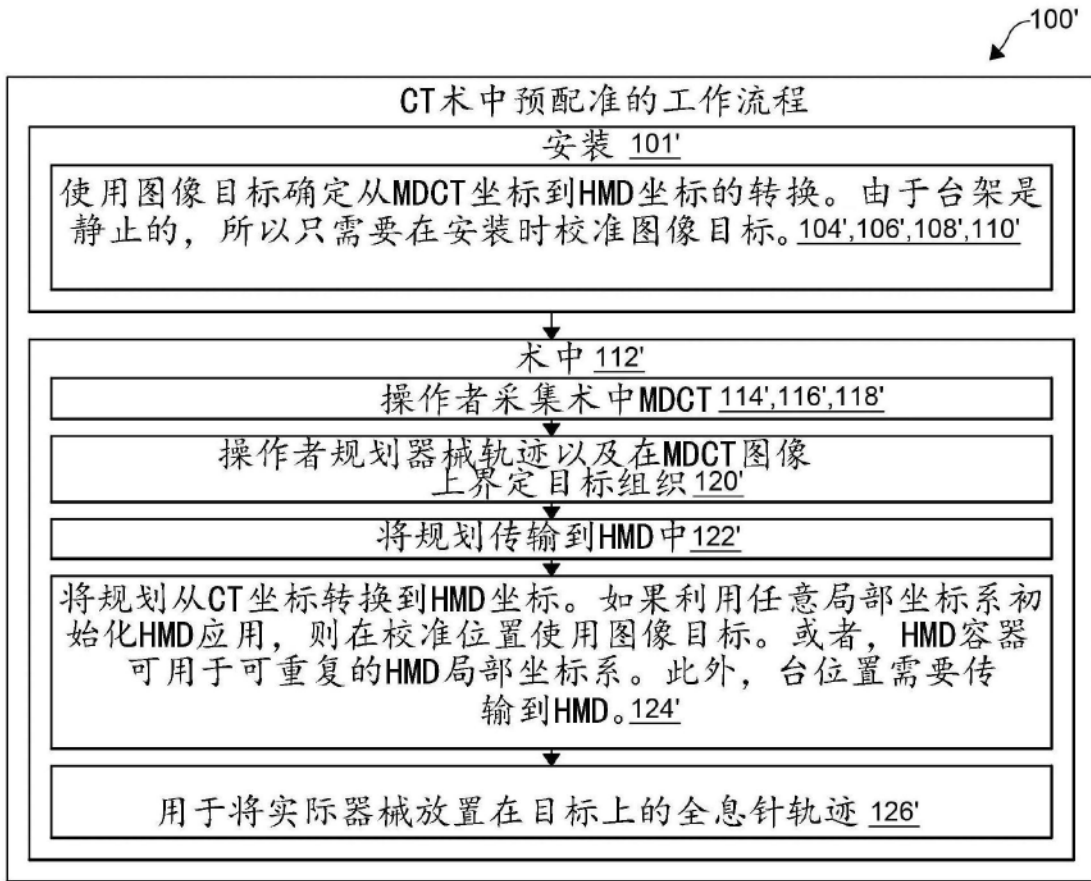 100'
CT术中预配准的工作流程
安装 101'
使用图像目标确定从MDCT坐标到HMD坐标的转换。由于台架是
静止的，所以只需要在安装时校准图像目标。104',106',108',110'
术中 112'
操作者采集术中MDCT 114',116',118'
操作者规划器械轨迹以及在MDCT图像
上界定目标组织120'
将规划传输到HMD中122'
将规划从CT坐标转换到HMD坐标。如果利用任意局部坐标系初
始化HMD应用，则在校准位置使用图像目标。或者，HMD容器
可用于可重复的HMD局部坐标系。此外，台位置需要传
输到HMD。124'
用于将实际器械放置在目标上的全息针轨迹 126'